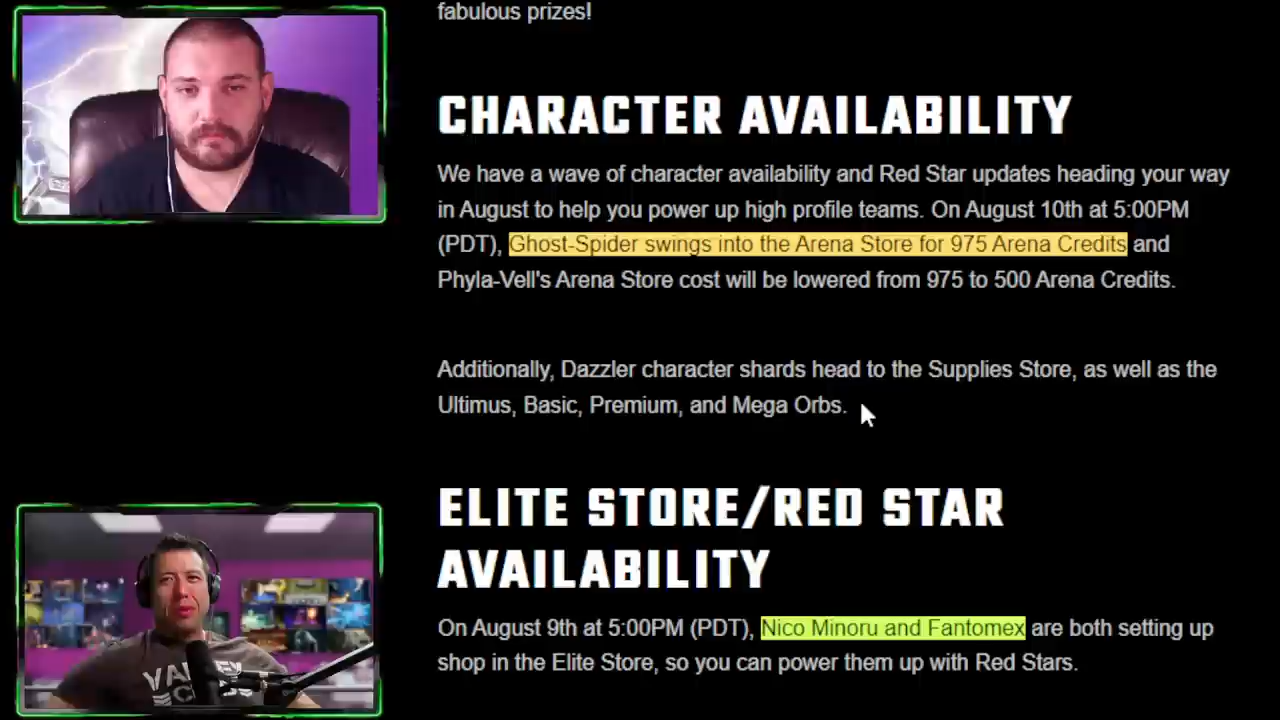 fabulous prizes!
CHARACTER AVAILABILITY
We have a wave of character availability and Red Star updates heading your way
in August to help you power up high profile teams. On August 10th at 5:00PM
(PDT), Ghost-Spider swings into the Arena Store for 975 Arena Credits and
Phyla-Vell's Arena Store cost will be lowered from 975 to 500 Arena Credits.
Additionally, Dazzler character shards head to the Supplies Store, as well as the
Ultimus, Basic, Premium, and Mega Orbs.
ELITE STORE/RED STAR
AVAILABILITY
On August 9th at 5:00PM (PDT), Nico Minoru and Fantomex are both setting up
shop in the Elite Store, so you can power them up with Red Stars.